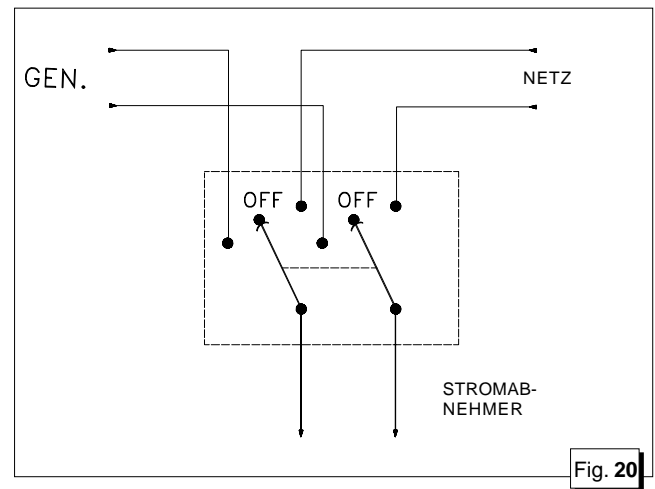 GEN.
NETZ
OFF
OFF
STROMAB-
NEHMER
Fig. 20